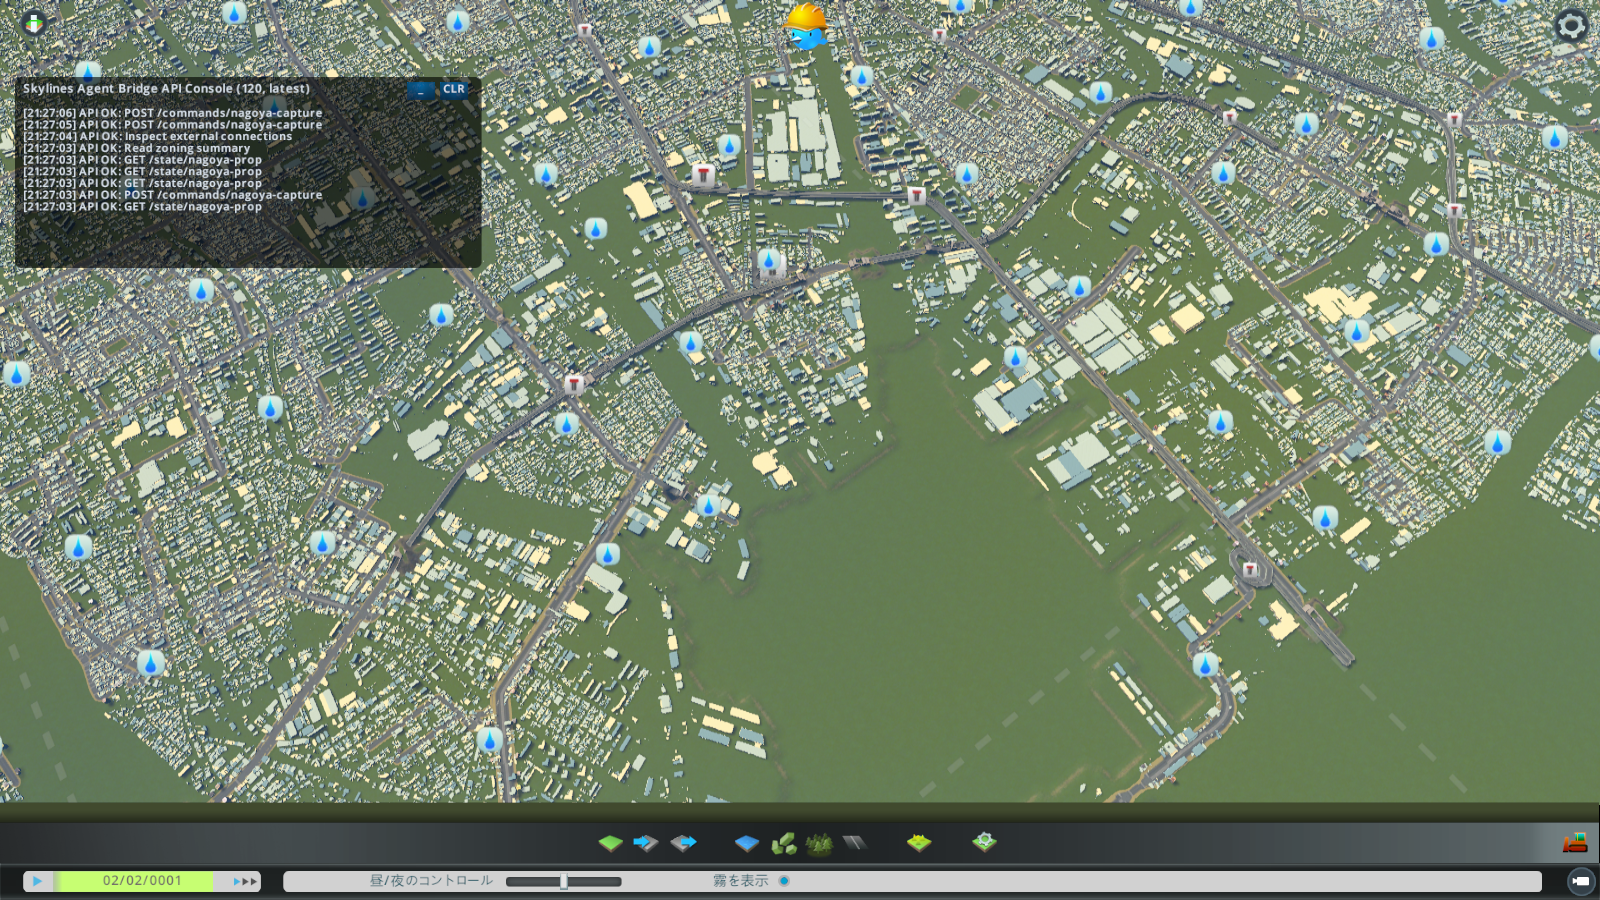 Skylines Agent Bridge API Console (120, latest)
_
CLR
[21:27:06] API OK: POST /commands/nagoya-capture
[21:27:05] API OK: POST /commands/nagoya-capture
[21:27:04] API OK: Inspect external connections
[21:27:03] API OK: Read zoning summary
[21:27:03] API OK: GET /state/nagoya-prop
[21:27:03] API OK: GET /state/nagoya-prop
[21:27:03] API OK: GET /state/nagoya-prop
[21:27:03] API OK: POST /commands/nagoya-capture
[21:27:03] API OK: GET /state/nagoya-prop
02/02/0001
昼/夜のコントロール
霧を表示